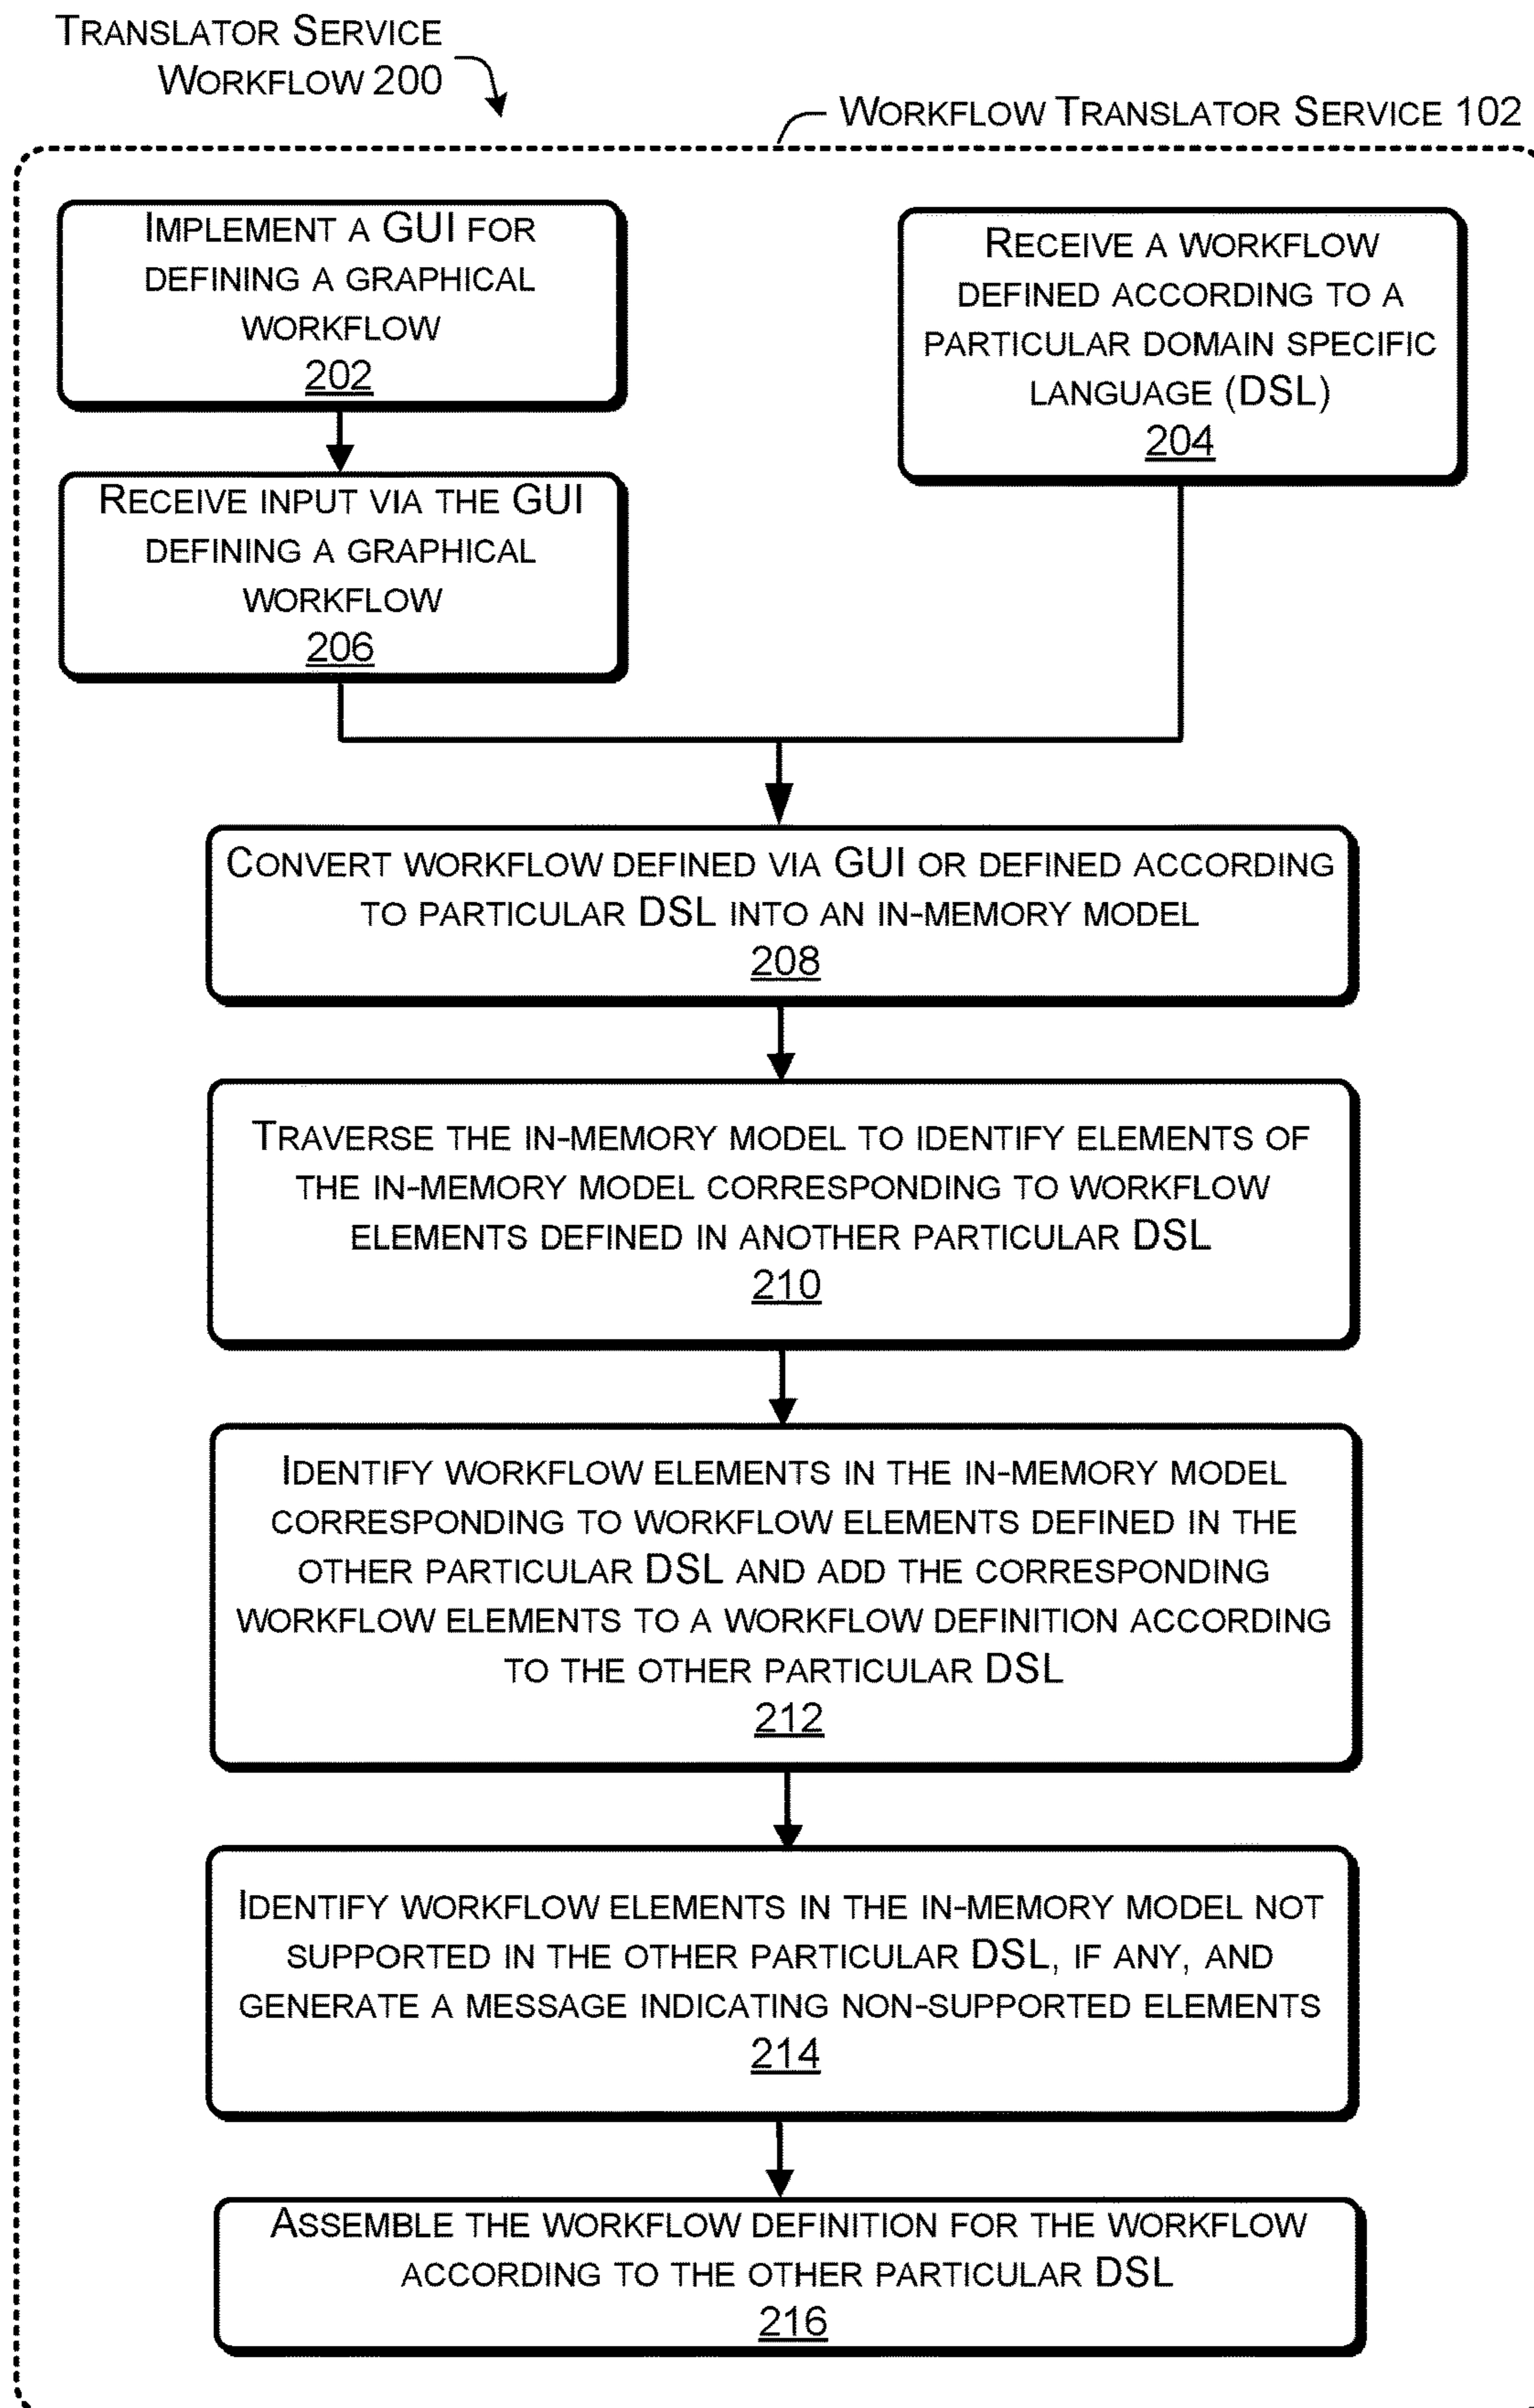 TRANSLATOR SERVICE
WORKFLOW 200
WORKFLOW TRANSLATOR SERVICE 102
IMPLEMENT A GUI FOR
DEFINING A GRAPHICAL
WORKFLOW
202
RECEIVE A WORKFLOW
DEFINED ACCORDING TO A
PARTICULAR DOMAIN SPECIFIC
LANGUAGE (DSL)
204
RECEIVE INPUT VIA THE GUI
DEFINING A GRAPHICAL
WORKFLOW
206
CONVERT WORKFLOW DEFINED VIA GUI OR DEFINED ACCORDING
TO PARTICULAR DSL INTO AN IN-MEMORY MODEL
208
TRAVERSE THE IN-MEMORY MODEL TO IDENTIFY ELEMENTS OF
THE IN-MEMORY MODEL CORRESPONDING TO WORKFLOW
ELEMENTS DEFINED IN ANOTHER PARTICULAR DSL
210
IDENTIFY WORKFLOW ELEMENTS IN THE IN-MEMORY MODEL
CORRESPONDING TO WORKFLOW ELEMENTS DEFINED IN THE
OTHER PARTICULAR DSL AND ADD THE CORRESPONDING
WORKFLOW ELEMENTS TO A WORKFLOW DEFINITION ACCORDING
TO THE OTHER PARTICULAR DSL
212
IDENTIFY WORKFLOW ELEMENTS IN THE IN-MEMORY MODEL NOT
SUPPORTED IN THE OTHER PARTICULAR DSL, IF ANY, AND
GENERATE A MESSAGE INDICATING NON-SUPPORTED ELEMENTS
214
ASSEMBLE THE WORKFLOW DEFINITION FOR THE WORKFLOW
ACCORDING TO THE OTHER PARTICULAR DSL
216